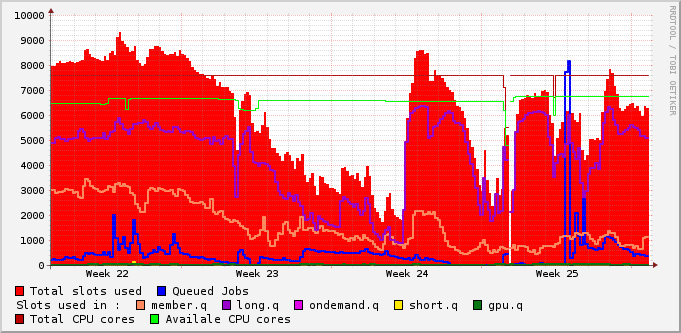 10000
9000
8000
7000
6000
5000
4000
3000
2000
1000
0
Week 22 Week 23 Week 24 Week 25
Total slots used Queued Jobs
Slots used in : member.q long.q ondemand.q short.q gpu.q
Total CPU cores Availale CPU cores
RRDTOOL / TOBI OETIKER